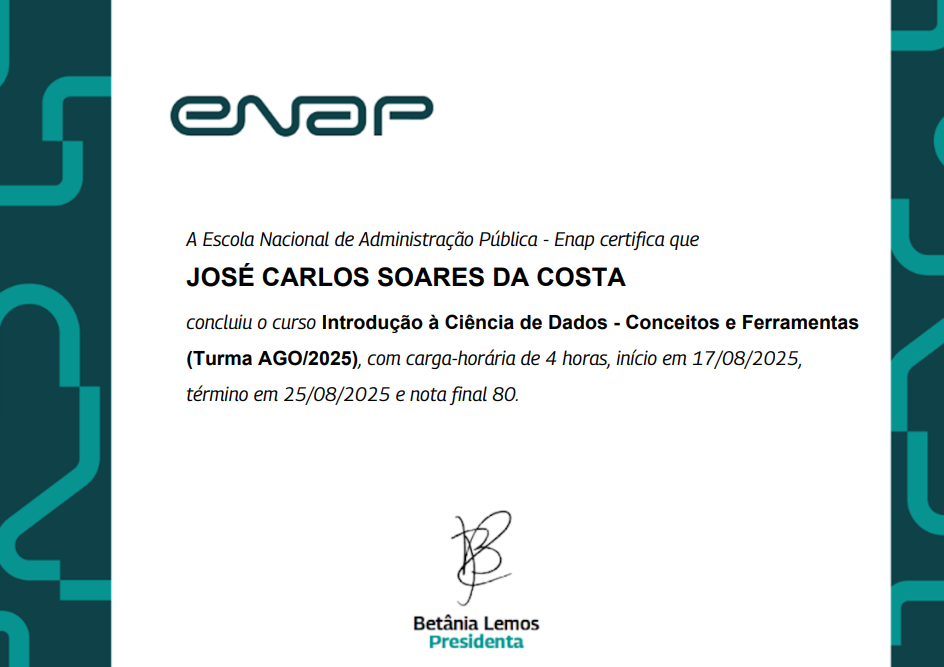 enap
A Escola Nacional de Administração Pública - Enap certifica que
JOSÉ CARLOS SOARES DA COSTA
concluiu o curso Introdução à Ciência de Dados - Conceitos e Ferramentas
(Turma AGO/2025), com carga-horária de 4 horas, início em 17/08/2025,
término em 25/08/2025 e nota final 80.
Betânia Lemos
Presidenta